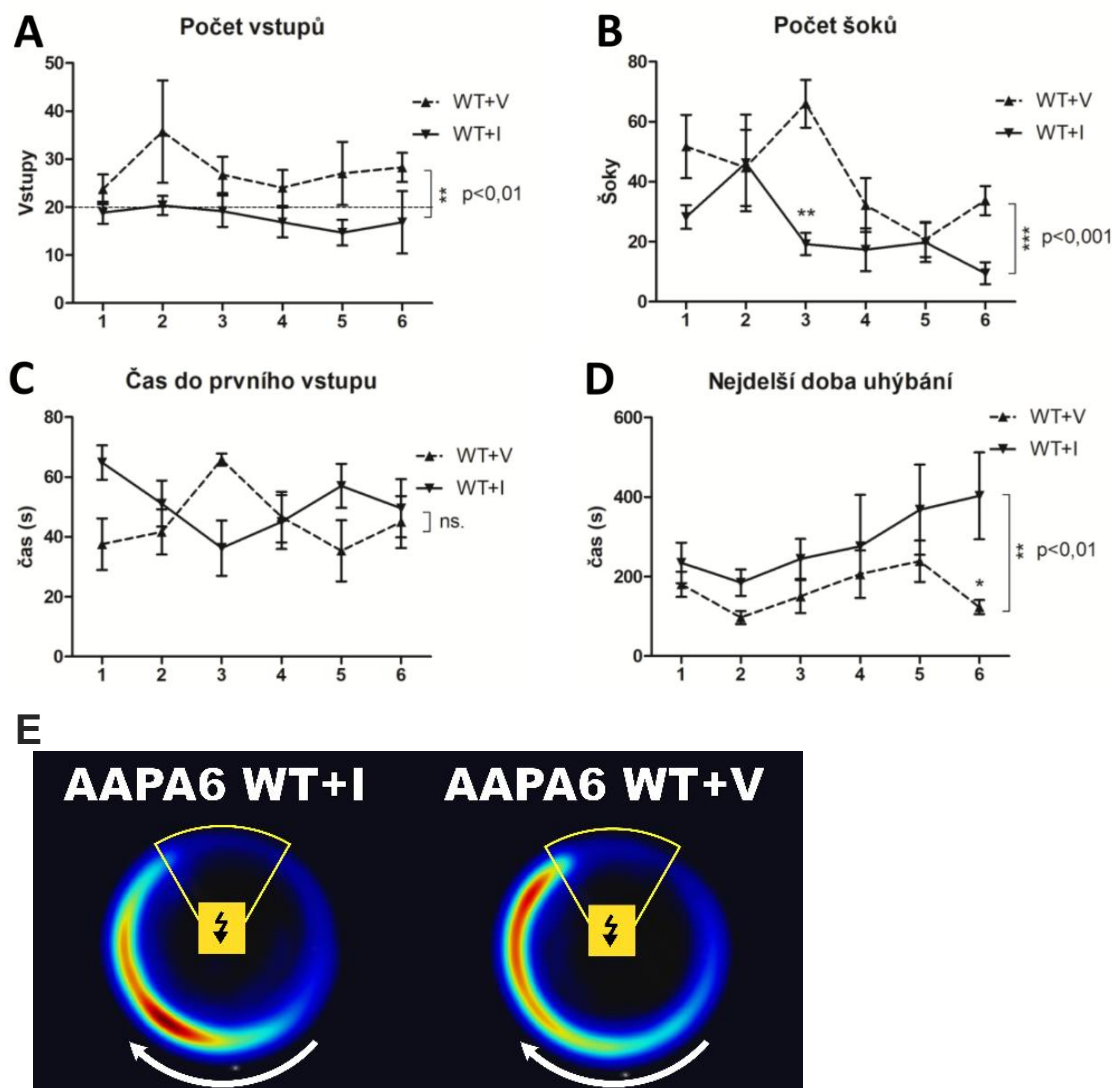 A
Počet vstupů
Vstupy
50
40
30
20
10
0
1 2 3 4 5 6
WT+V
WT+I
** p<0,01
B
Počet šoků
Šoky
80
60
40
20
0
1 2 3 4 5 6
**
WT+V
WT+I
*** p<0,001
C
Čas do prvního vstupu
čas (s)
80
60
40
20
0
1 2 3 4 5 6
WT+V
WT+I
ns.
D
Nejdelší doba uhýbání
čas (s)
600
400
200
0
1 2 3 4 5 6
*
WT+V
WT+I
** p<0,01
E
AAPA6 WT+I
AAPA6 WT+V